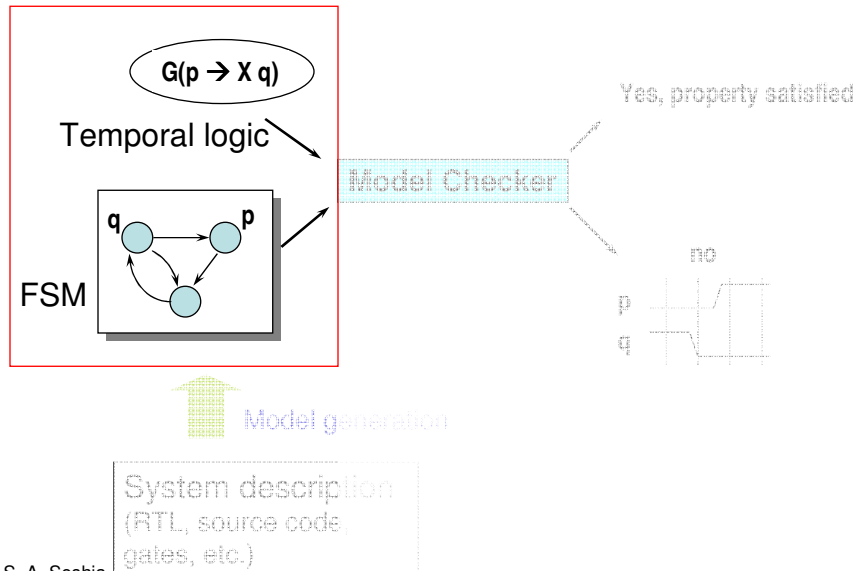 G(p → X q)
Temporal logic
Yes, property satisfied
Model Checker
q
p
FSM
no
p
q
Model generation
System description
(RTL, source code,
gates, etc.)
S. A. Seshia